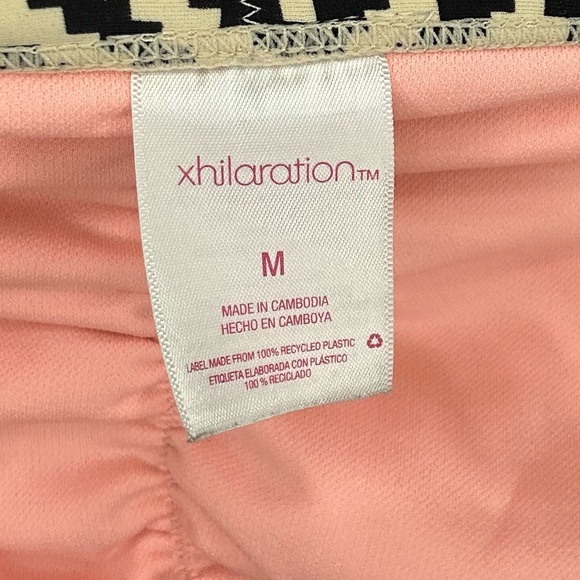 xhilaration™
M
MADE IN CAMBODIA
HECHO EN CAMBOYA
LABEL MADE FROM 100% RECYCLED PLASTIC
ETIQUETA ELABORADA CON PLÁSTICO
100% RECICLADO